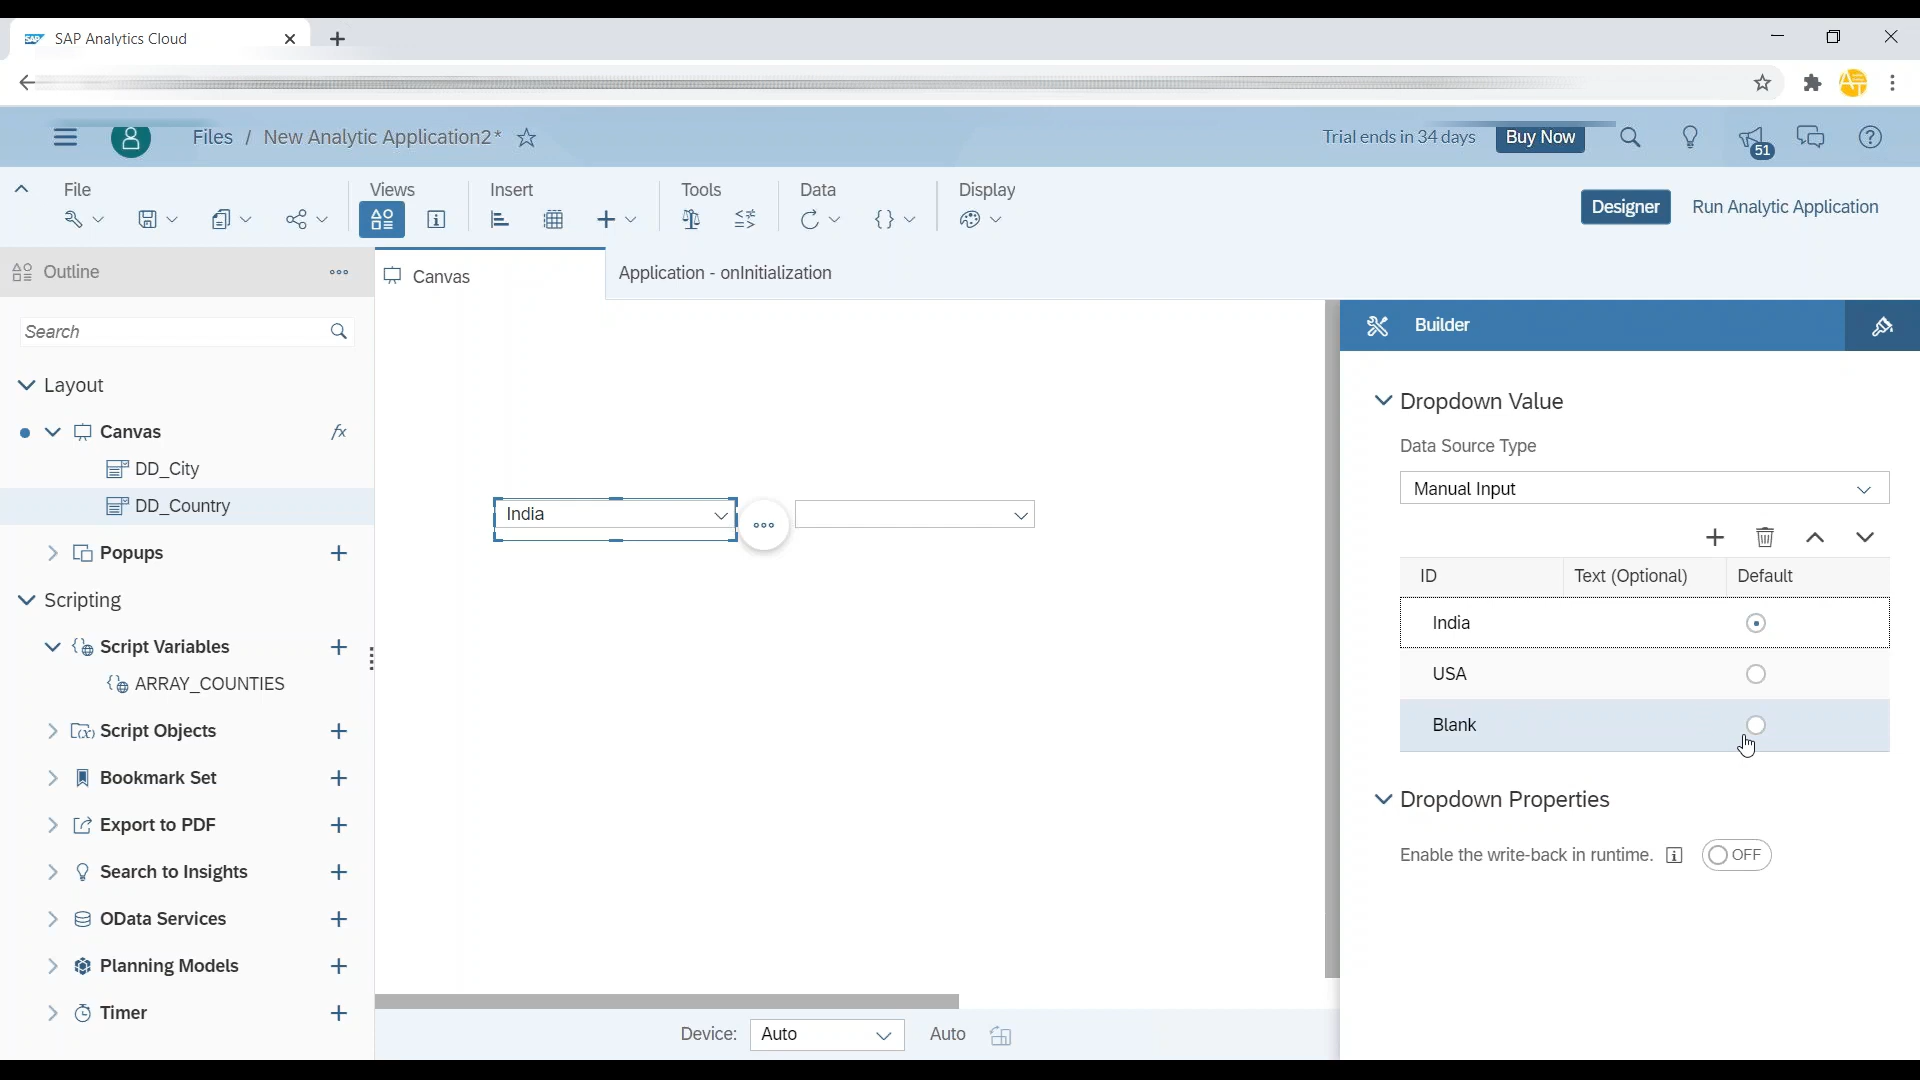 SAP SAP Analytics Cloud
Files / New Analytic Application2*
Trial ends in 34 days Buy Now 51
File Views Insert Tools Data Display
Designer Run Analytic Application
Outline
Canvas
Application - onInitialization
Search
Builder
Layout
Dropdown Value
Canvas fx
Data Source Type
DD_City
Manual Input
DD_Country
India
Popups
ID Text (Optional) Default
Scripting
India
Script Variables
USA
ARRAY_COUNTIES
Script Objects
Blank
Bookmark Set
Dropdown Properties
Export to PDF
Enable the write-back in runtime. OFF
Search to Insights
OData Services
Planning Models
Timer
Device: Auto Auto